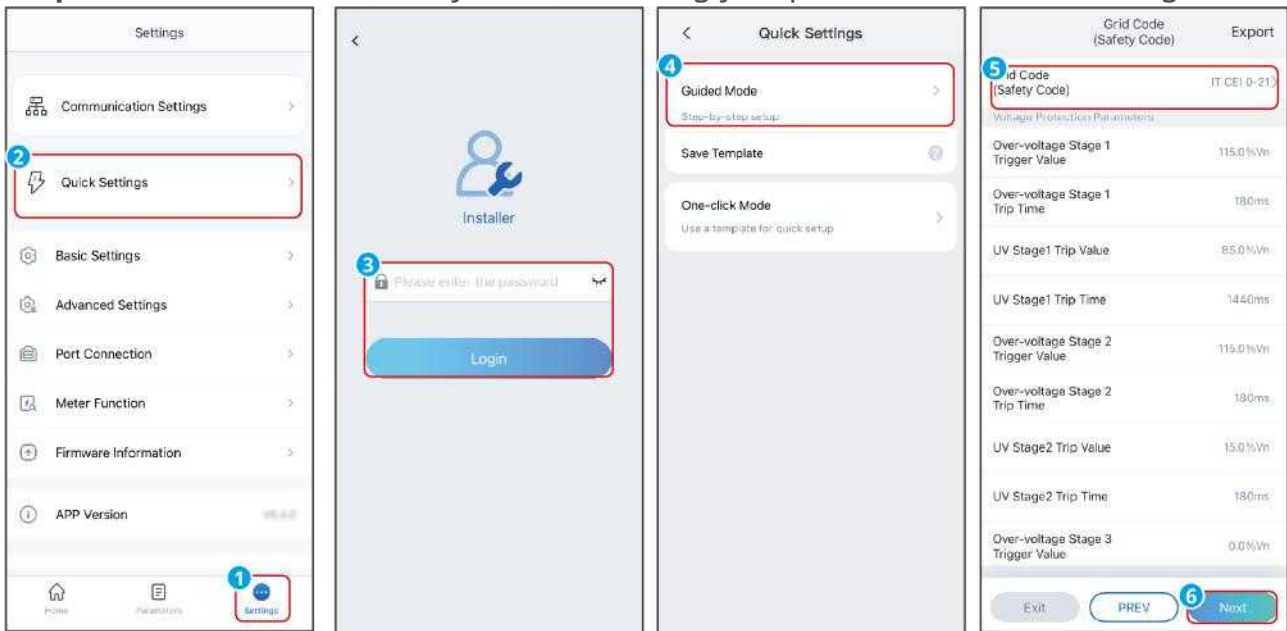 Settings
Communication Settings
2
Quick Settings
Basic Settings
Advanced Settings
Port Connection
Meter Function
Firmware Information
APP Version
1
Home
Parameters
Settings
Installer
3
Please enter the password
Login
Quick Settings
4
Guided Mode
Step-by-step setup
Save Template
One-click Mode
Use a template for quick setup
Grid Code
(Safety Code)
Export
5
Code
(Safety Code)
IT CEI 0-21
Voltage Protection Parameters
Over-voltage Stage 1
Trigger Value
115.0%Vn
Over-voltage Stage 1
Trip Time
180ms
UV Stage1 Trip Value
85.0%Vn
UV Stage1 Trip Time
1440ms
Over-voltage Stage 2
Trigger Value
115.0%Vn
Over-voltage Stage 2
Trip Time
180ms
UV Stage2 Trip Value
15.0%Vn
UV Stage2 Trip Time
180ms
Over-voltage Stage 3
Trigger Value
0.0%Vn
Exit
PREV
6
Next